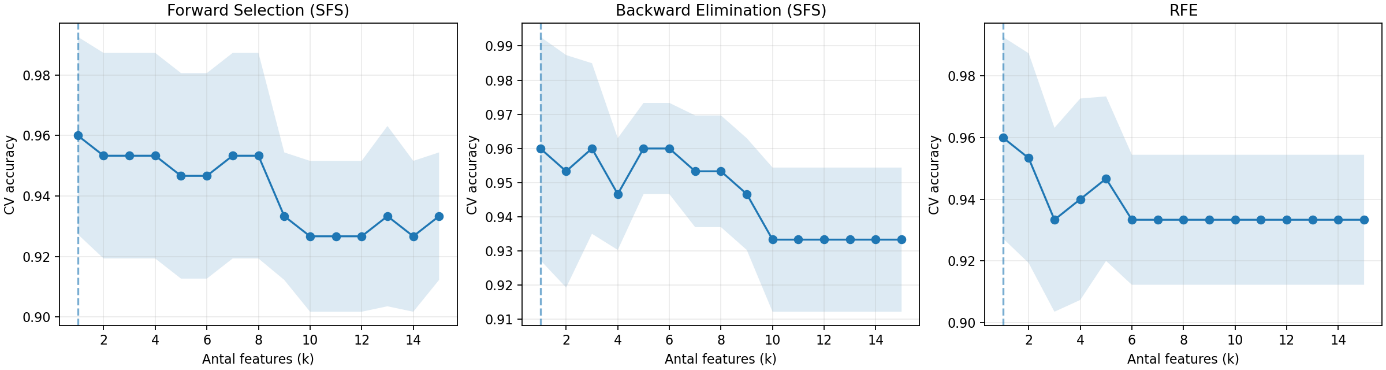 Forward Selection (SFS)
CV accuracy
0.98
0.96
0.94
0.92
0.90
2 4 6 8 10 12 14
Antal features (k)
Backward Elimination (SFS)
CV accuracy
0.99
0.98
0.97
0.96
0.95
0.94
0.93
0.92
0.91
2 4 6 8 10 12 14
Antal features (k)
RFE
CV accuracy
0.98
0.96
0.94
0.92
0.90
2 4 6 8 10 12 14
Antal features (k)